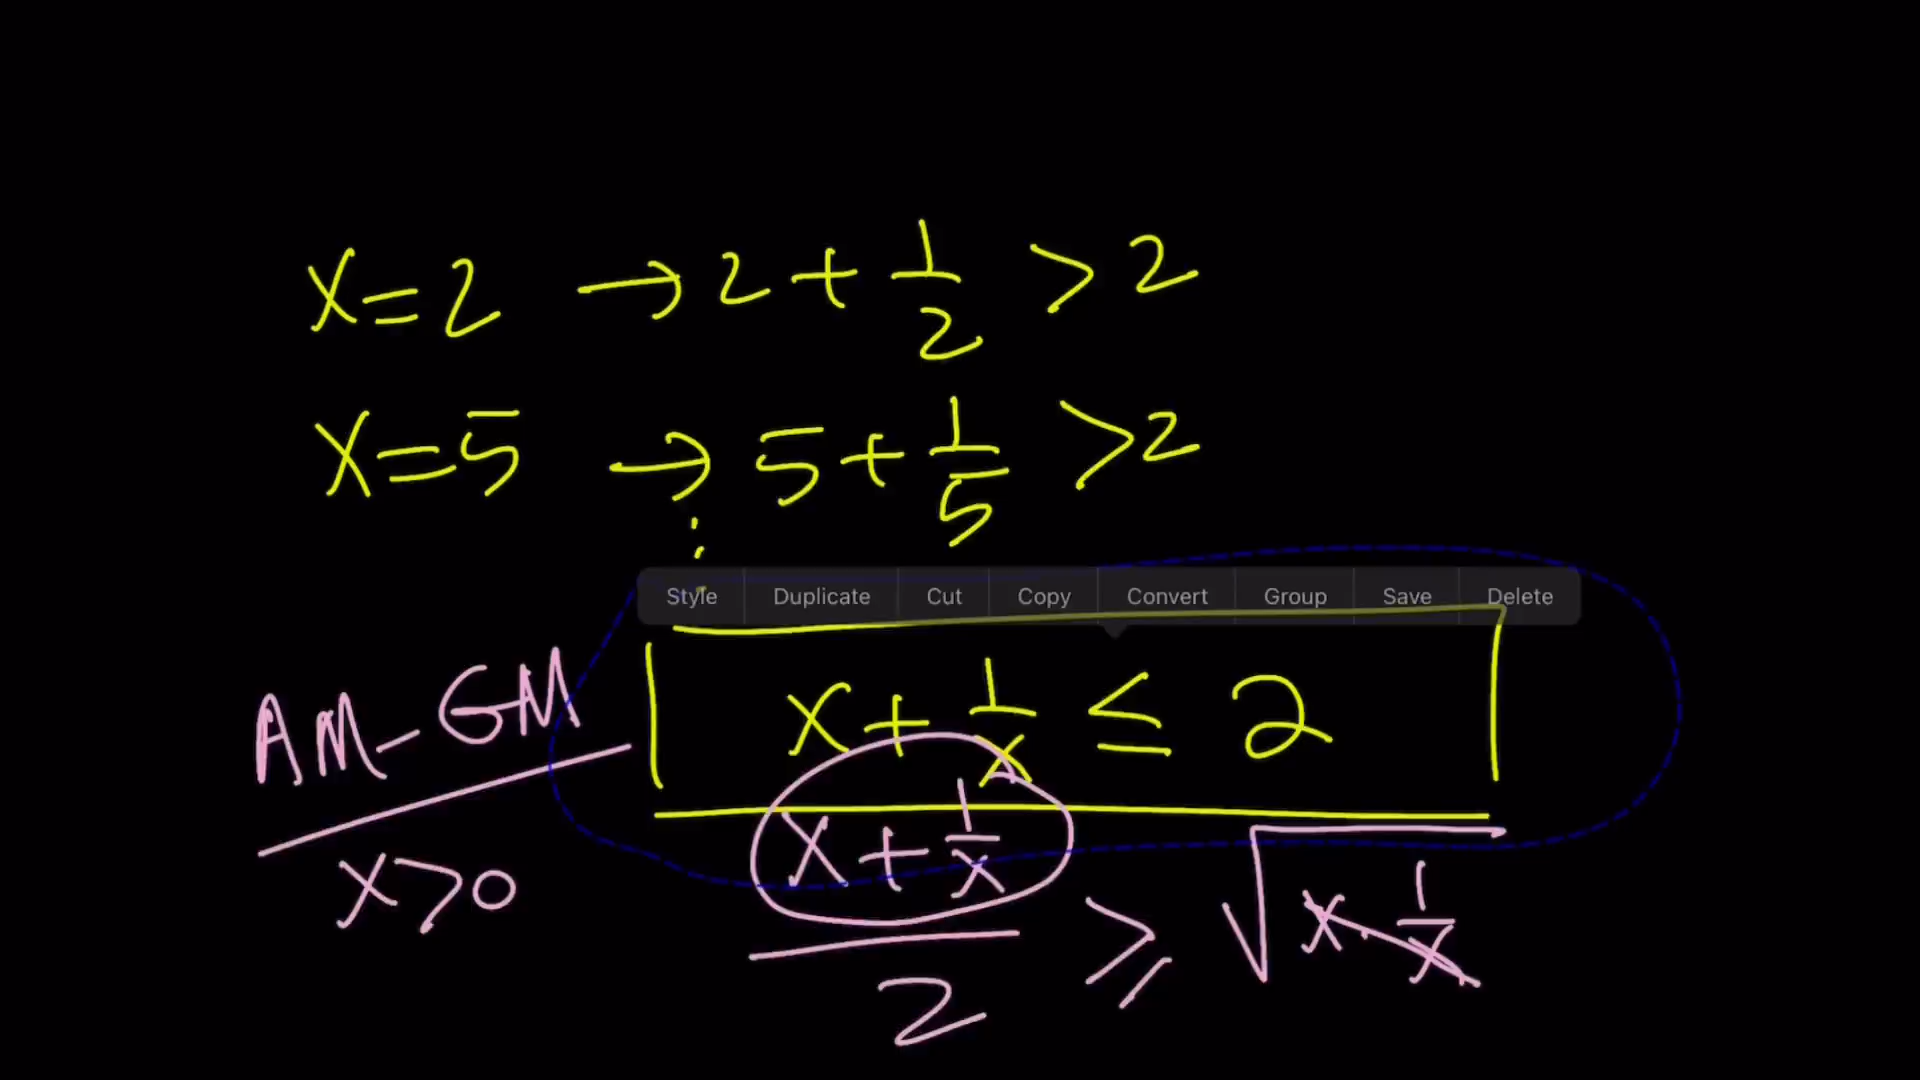 x=2 → 2 + 1/2 > 2
x=5 → 5 + 1/5 > 2
⋮
Style Duplicate Cut Copy Convert Group Save Delete
x + 1/x ≤ 2
AM-GM
x>0
(x + 1/x)/2 ≥ √(x·1/x)